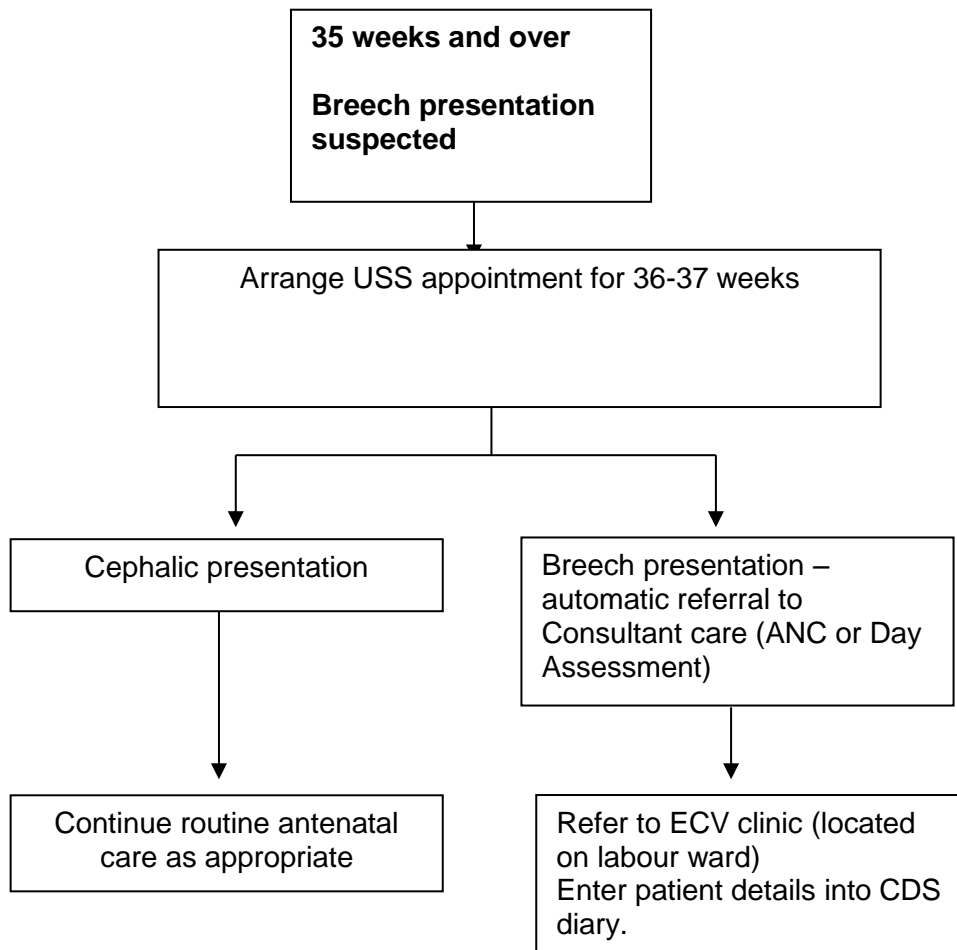 35 weeks and over
Breech presentation
suspected
Arrange USS appointment for 36-37 weeks
Cephalic presentation
Breech presentation –
automatic referral to
Consultant care (ANC or Day
Assessment)
Continue routine antenatal
care as appropriate
Refer to ECV clinic (located
on labour ward)
Enter patient details into CDS
diary.